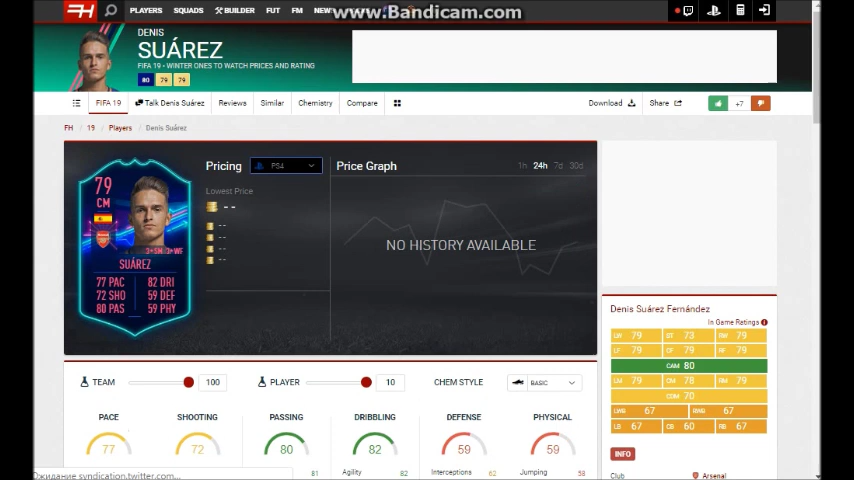 www.Bandicam.com
FH PLAYERS SQUADS BUILDER FUT FM NEWS
DENIS
SUÁREZ
FIFA 19 - WINTER ONES TO WATCH PRICES AND RATING
80 79 79
FIFA 19 Talk Denis Suárez Reviews Similar Chemistry Compare Download Share +7
FH 19 Players Denis Suárez
79
CM
3★SM 3★WF
SUÁREZ
77 PAC 82 DRI
72 SHO 59 DEF
80 PAS 59 PHY
Pricing PS4
Lowest Price
- -
--
--
--
--
Price Graph 1h 24h 7d 30d
NO HISTORY AVAILABLE
Denis Suárez Fernández
In Game Ratings
LW 79 ST 73 RW 79
LF 79 CF 79 RF 79
CAM 80
LM 79 CM 78 RM 79
CDM 70
LWB 67 RWB 67
LB 67 CB 60 RB 67
INFO
Club Arsenal
TEAM 100 PLAYER 10 CHEM STYLE BASIC
PACE SHOOTING PASSING DRIBBLING DEFENSE PHYSICAL
77 72 80 82 59 59
81 Agility 82 Interceptions 62 Jumping 58
Ожидание syndication.twitter.com...